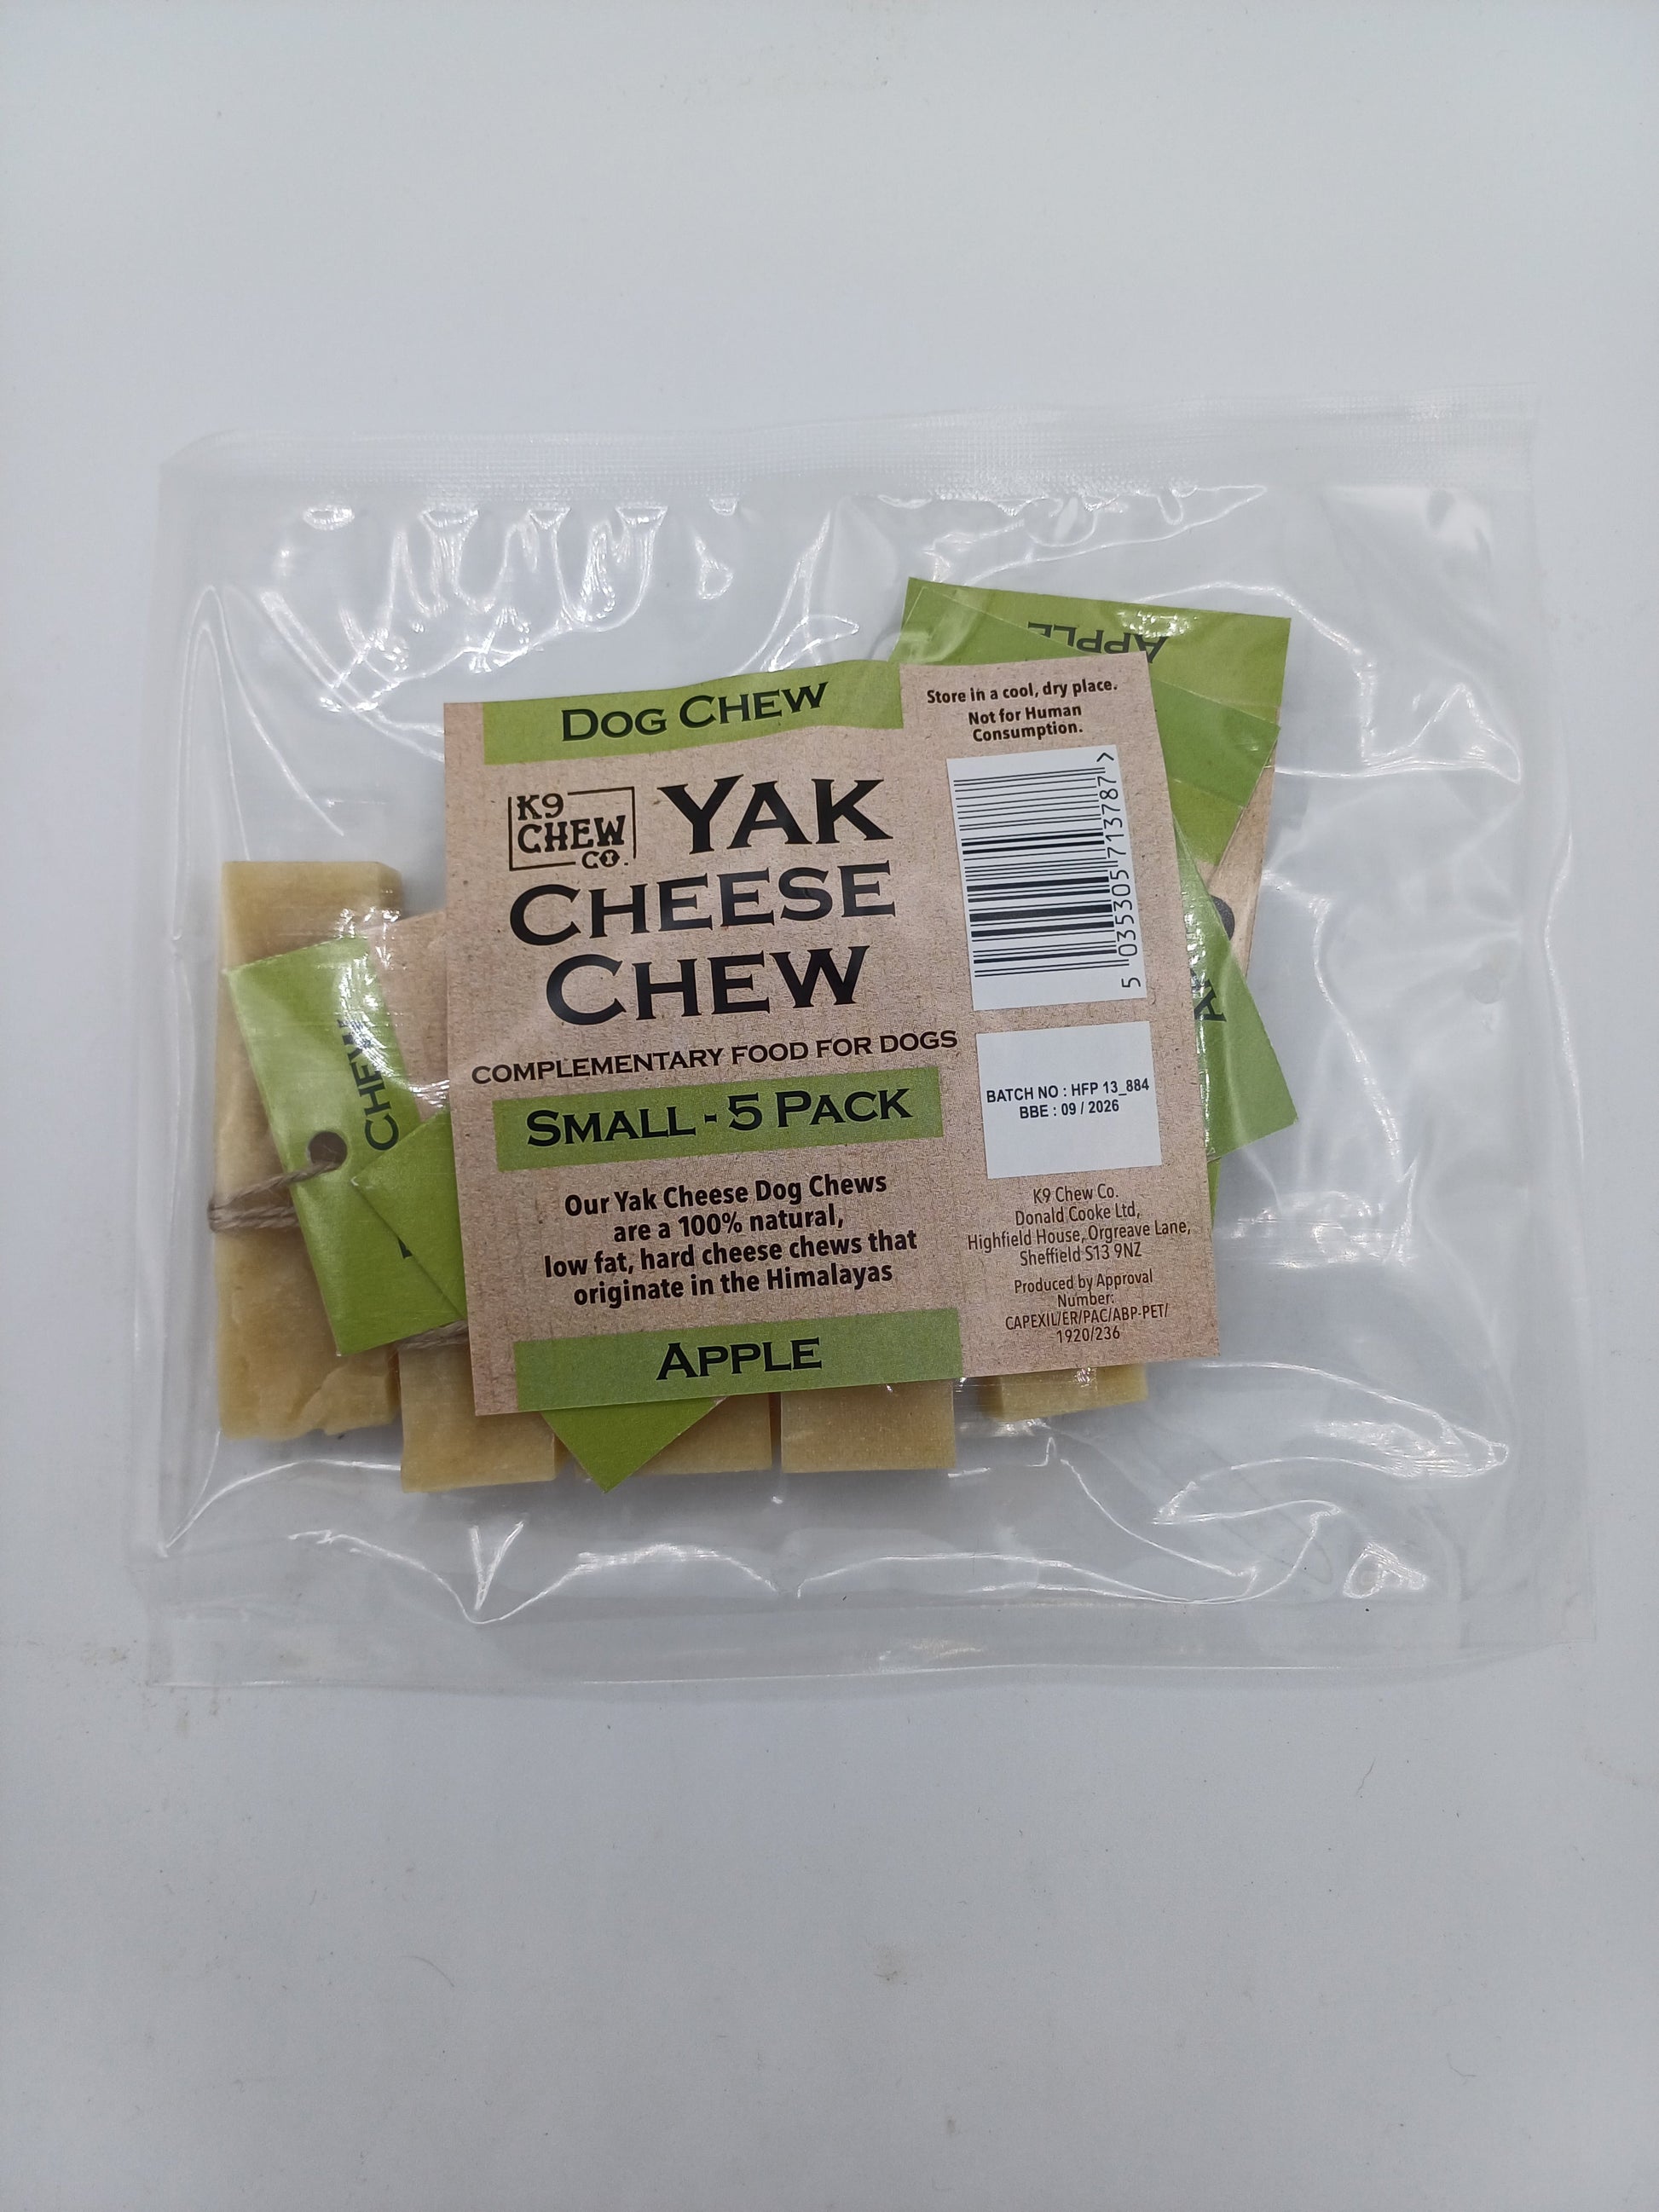 APPLE
DOG CHEW
K9
CHEW
CO.
YAK
CHEESE
CHEW
COMPLEMENTARY FOOD FOR DOGS
SMALL - 5 PACK
Our Yak Cheese Dog Chews
are a 100% natural,
low fat, hard cheese chews that
originate in the Himalayas
APPLE
Store in a cool, dry place.
Not for Human
Consumption.
5 035305 713787 >
BATCH NO : HFP 13_884
BBE : 09 / 2026
K9 Chew Co.
Donald Cooke Ltd,
Highfield House, Orgreave Lane,
Sheffield S13 9NZ
Produced by Approval
Number:
CAPEXIL/ER/PAC/ABP-PET/
1920/236
CHEW